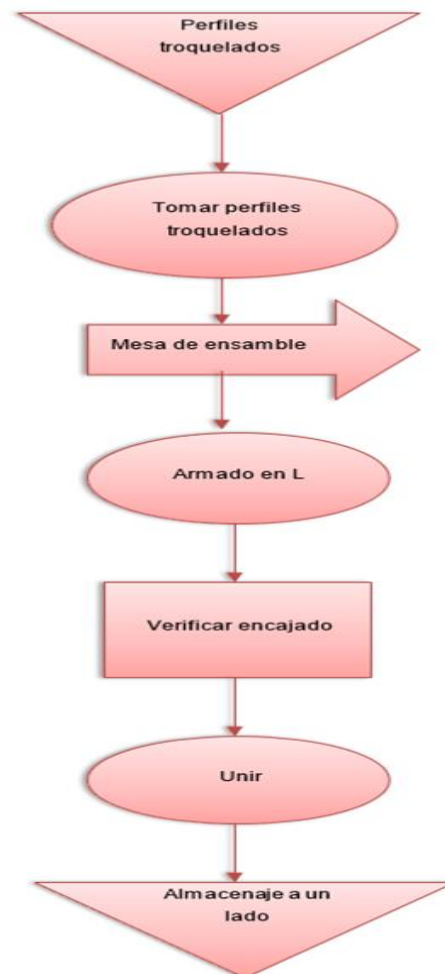 Perfiles
troquelados
Tomar perfiles
troquelados
Mesa de ensamble
Armado en L
Verificar encajado
Unir
Almacenaje a un
lado